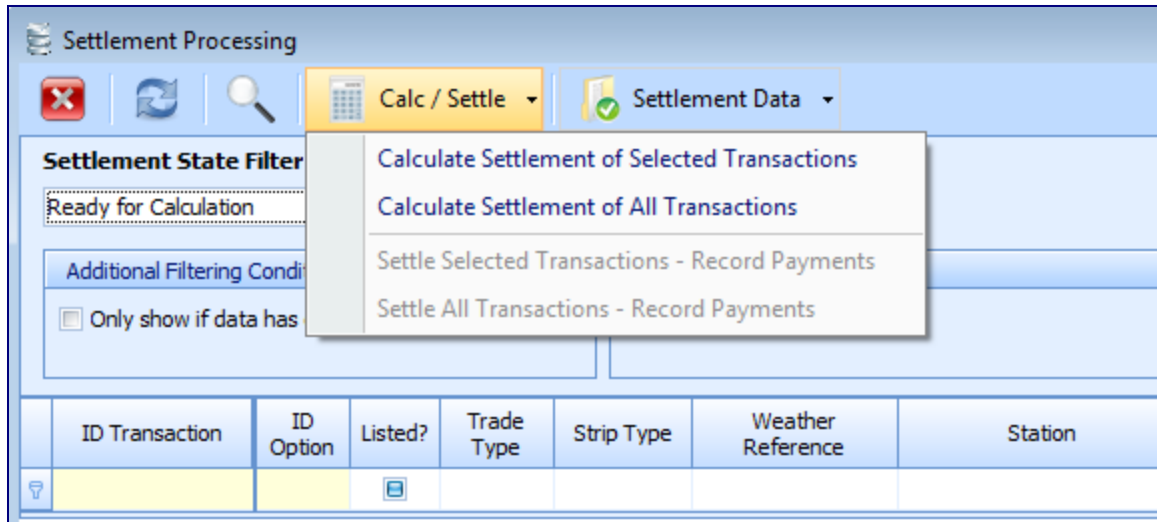 Settlement Processing
Calc / Settle
Settlement Data
Settlement State Filter
Ready for Calculation
Calculate Settlement of Selected Transactions
Calculate Settlement of All Transactions
Settle Selected Transactions - Record Payments
Settle All Transactions - Record Payments
Additional Filtering
Only show if data has
ID Transaction
ID
Option
Listed?
Trade
Type
Strip Type
Weather
Reference
Station